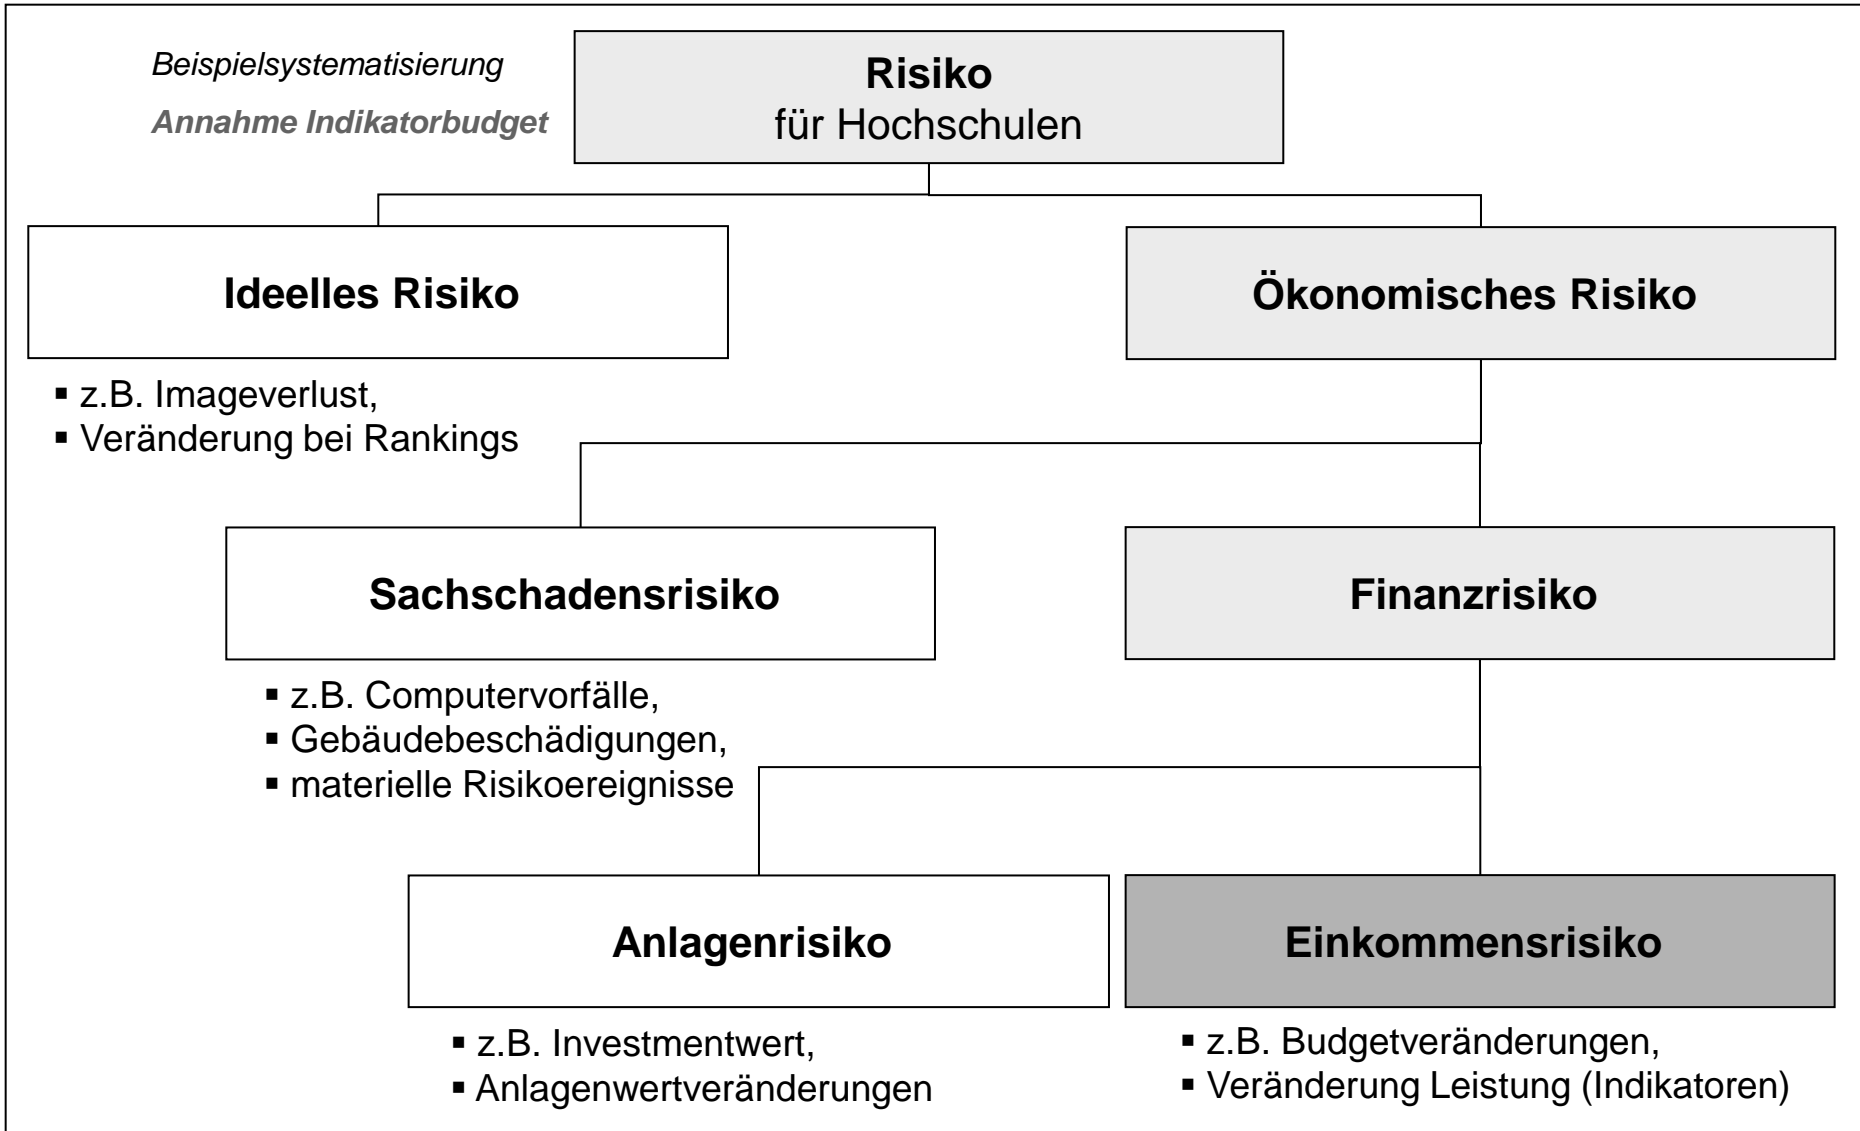 Beispielsystematisierung
Annahme Indikatorbudget
Risiko
für Hochschulen
Ideelles Risiko
Ökonomisches Risiko
▪ z.B. Imageverlust,
▪ Veränderung bei Rankings
Sachschadensrisiko
Finanzrisiko
▪ z.B. Computervorfälle,
▪ Gebäudebeschädigungen,
▪ materielle Risikoereignisse
Anlagenrisiko
Einkommensrisiko
▪ z.B. Investmentwert,
▪ Anlagenwertveränderungen
▪ z.B. Budgetveränderungen,
▪ Veränderung Leistung (Indikatoren)